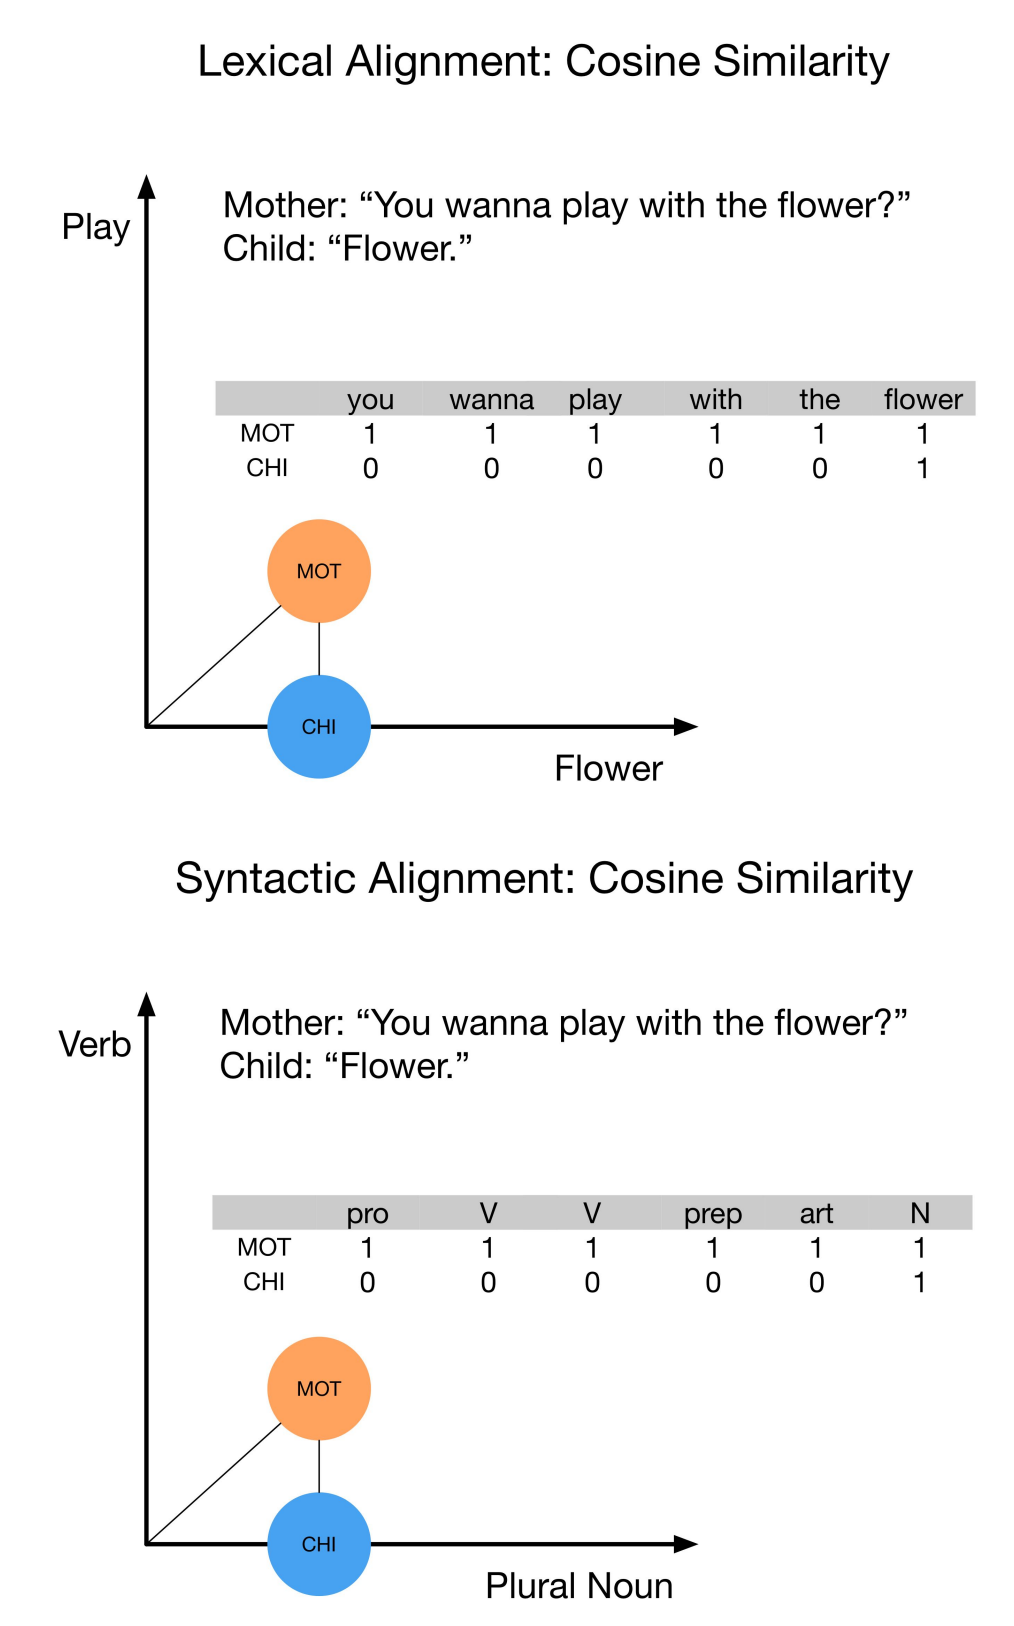 Lexical Alignment: Cosine Similarity
Play
Mother: “You wanna play with the flower?”
Child: “Flower.”
you wanna play with the flower
MOT 1 1 1 1 1 1
CHI 0 0 0 0 0 1
MOT
CHI
Flower
Syntactic Alignment: Cosine Similarity
Verb
Mother: “You wanna play with the flower?”
Child: “Flower.”
pro V V prep art N
MOT 1 1 1 1 1 1
CHI 0 0 0 0 0 1
MOT
CHI
Plural Noun